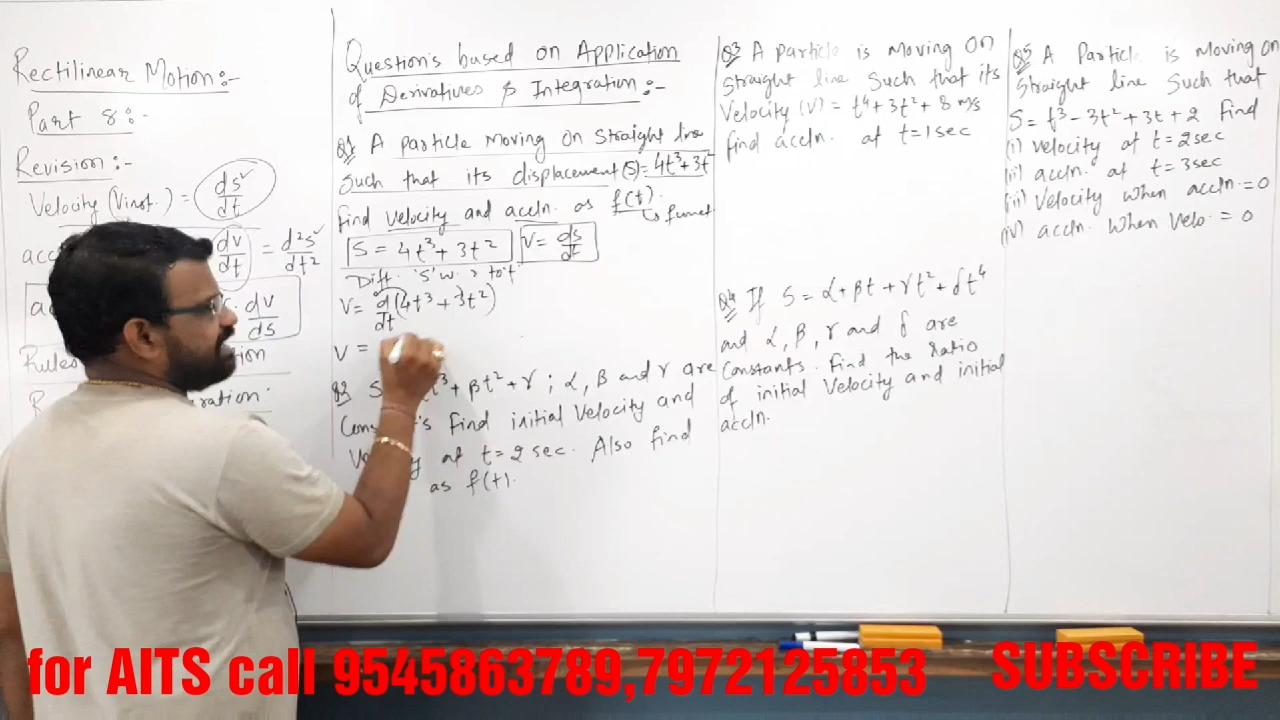 Rectilinear Motion:-
Part 8:-
Revision :-
Velocity (Vinst.) = ds/dt
acc dv/dt = d²s/dt²
a . dv/ds
Rules
Question's based on Application
of Derivatives & Integration:-
Q1 A particle moving on straight line
Such that its displacement (S) = 4t³+3t²
find velocity and accln. as f(t).
S = 4t³ + 3t² V = ds/dt
Diff. 'S' w. r to 't'
V = d/dt (4t³ + 3t²)
V =
t³ + βt² + γ ; α, β and γ are
find initial velocity and
at t = 2 sec. Also find
as f(t).
Q3 A particle is Moving on
Straight line Such that its
Velocity (V) = t⁴ + 3t² + 8 m/s
find accln. at t = 1 sec
Q4 If S = α + βt + γt² + δt⁴
and α, β, γ and δ are
Constants. Find the ratio
of initial Velocity and initial
accln.
Q5 A Particle is Moving on
Straight line Such that
S = t³ - 3t² + 3t + 2 find
(i) Velocity at t = 2 sec
(ii) accln. at t = 3 sec
(iii) Velocity when accln. = 0
(iv) accln. When Velo. = 0
for AITS call 9545863789,7972125853
SUBSCRIBE